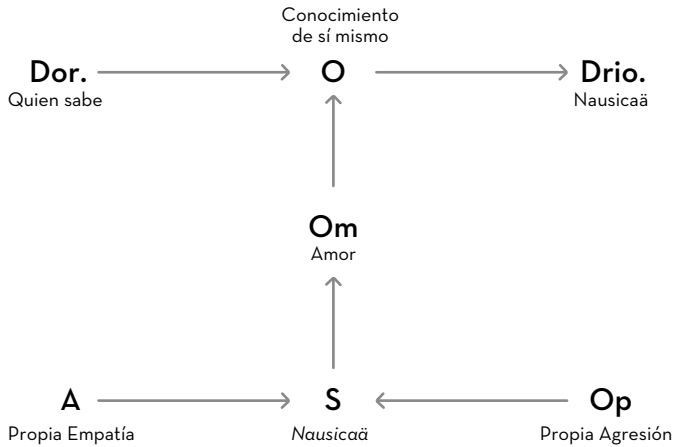 Conocimiento
de sí mismo
Dor. O Drio.
Quien sabe Nausicaä
Om
Amor
A S Op
Propia Empatía Nausicaä Propia Agresión